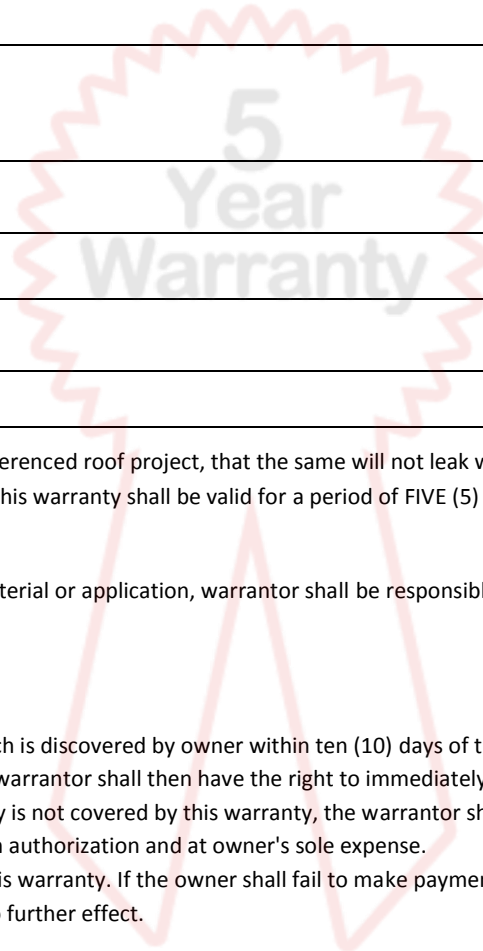 5
Year
Warranty
erenced roof project, that the same will not leak
his warranty shall be valid for a period of FIVE (5)
terial or application, warrantor shall be
ch is discovered by owner within ten (10) days of
warrantor shall then have the right to immediately
y is not covered by this warranty, the warrantor
authorization and at owner's sole expense.
is warranty. If the owner shall fail to make
further effect.